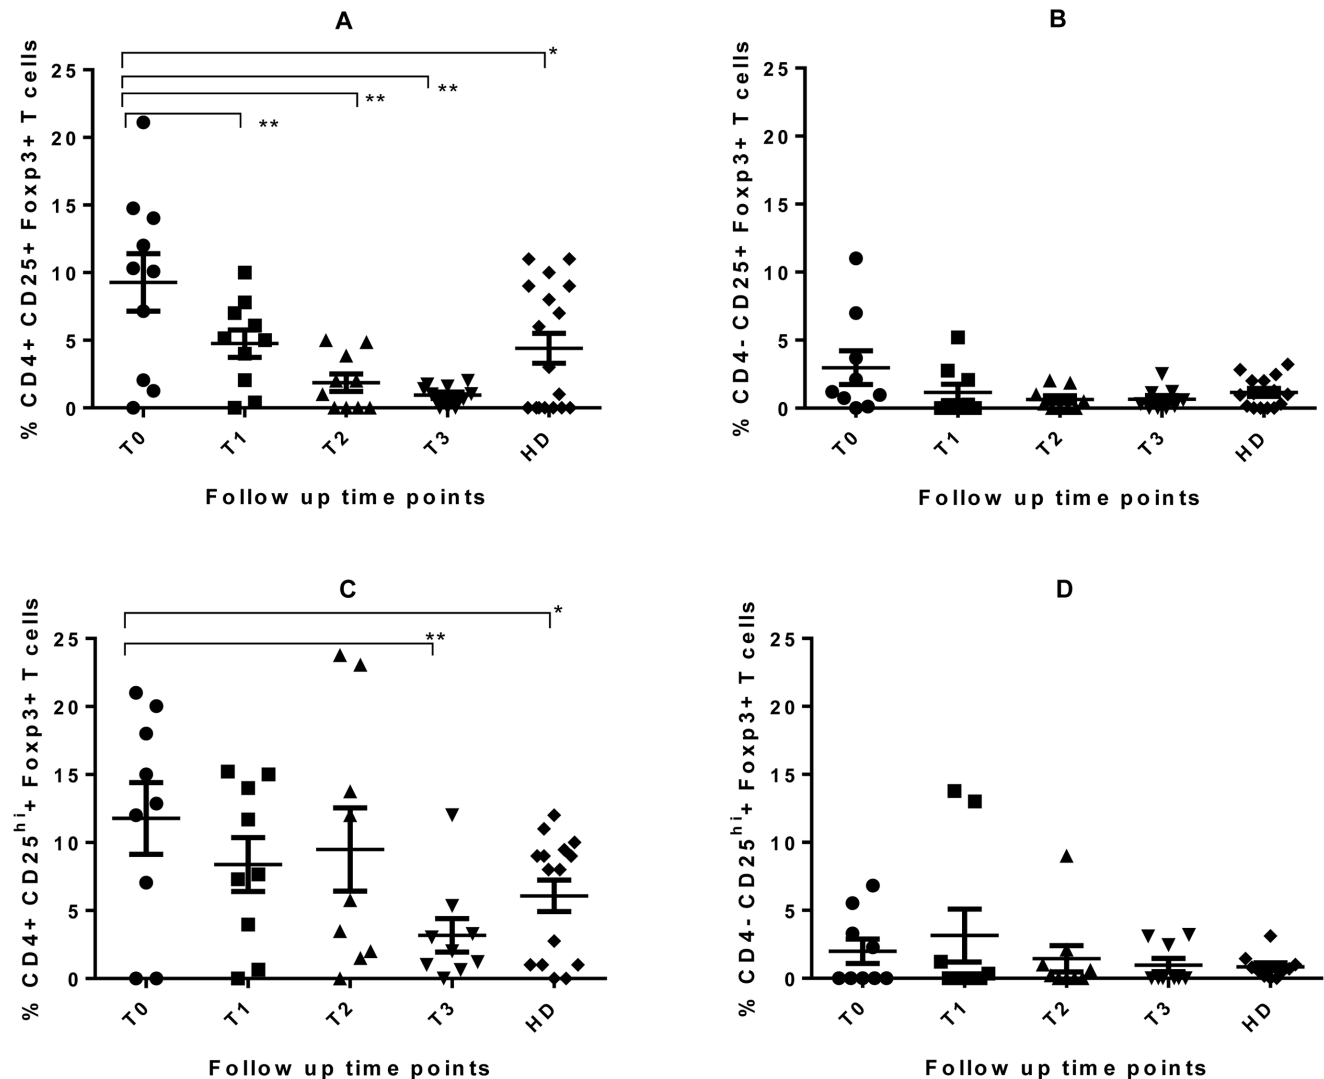 A
% CD4+ CD25+ Foxp3+ T cells
25
20
15
10
5
0
*
**
**
**
T0
T1
T2
T3
HD
Follow up time points
B
% CD4- CD25+ Foxp3+ T cells
25
20
15
10
5
0
T0
T1
T2
T3
HD
Follow up time points
C
% CD4+ CD25hi+ Foxp3+ T cells
25
20
15
10
5
0
*
**
T0
T1
T2
T3
HD
Follow up time points
D
% CD4- CD25hi+ Foxp3+ T cells
25
20
15
10
5
0
T0
T1
T2
T3
HD
Follow up time points